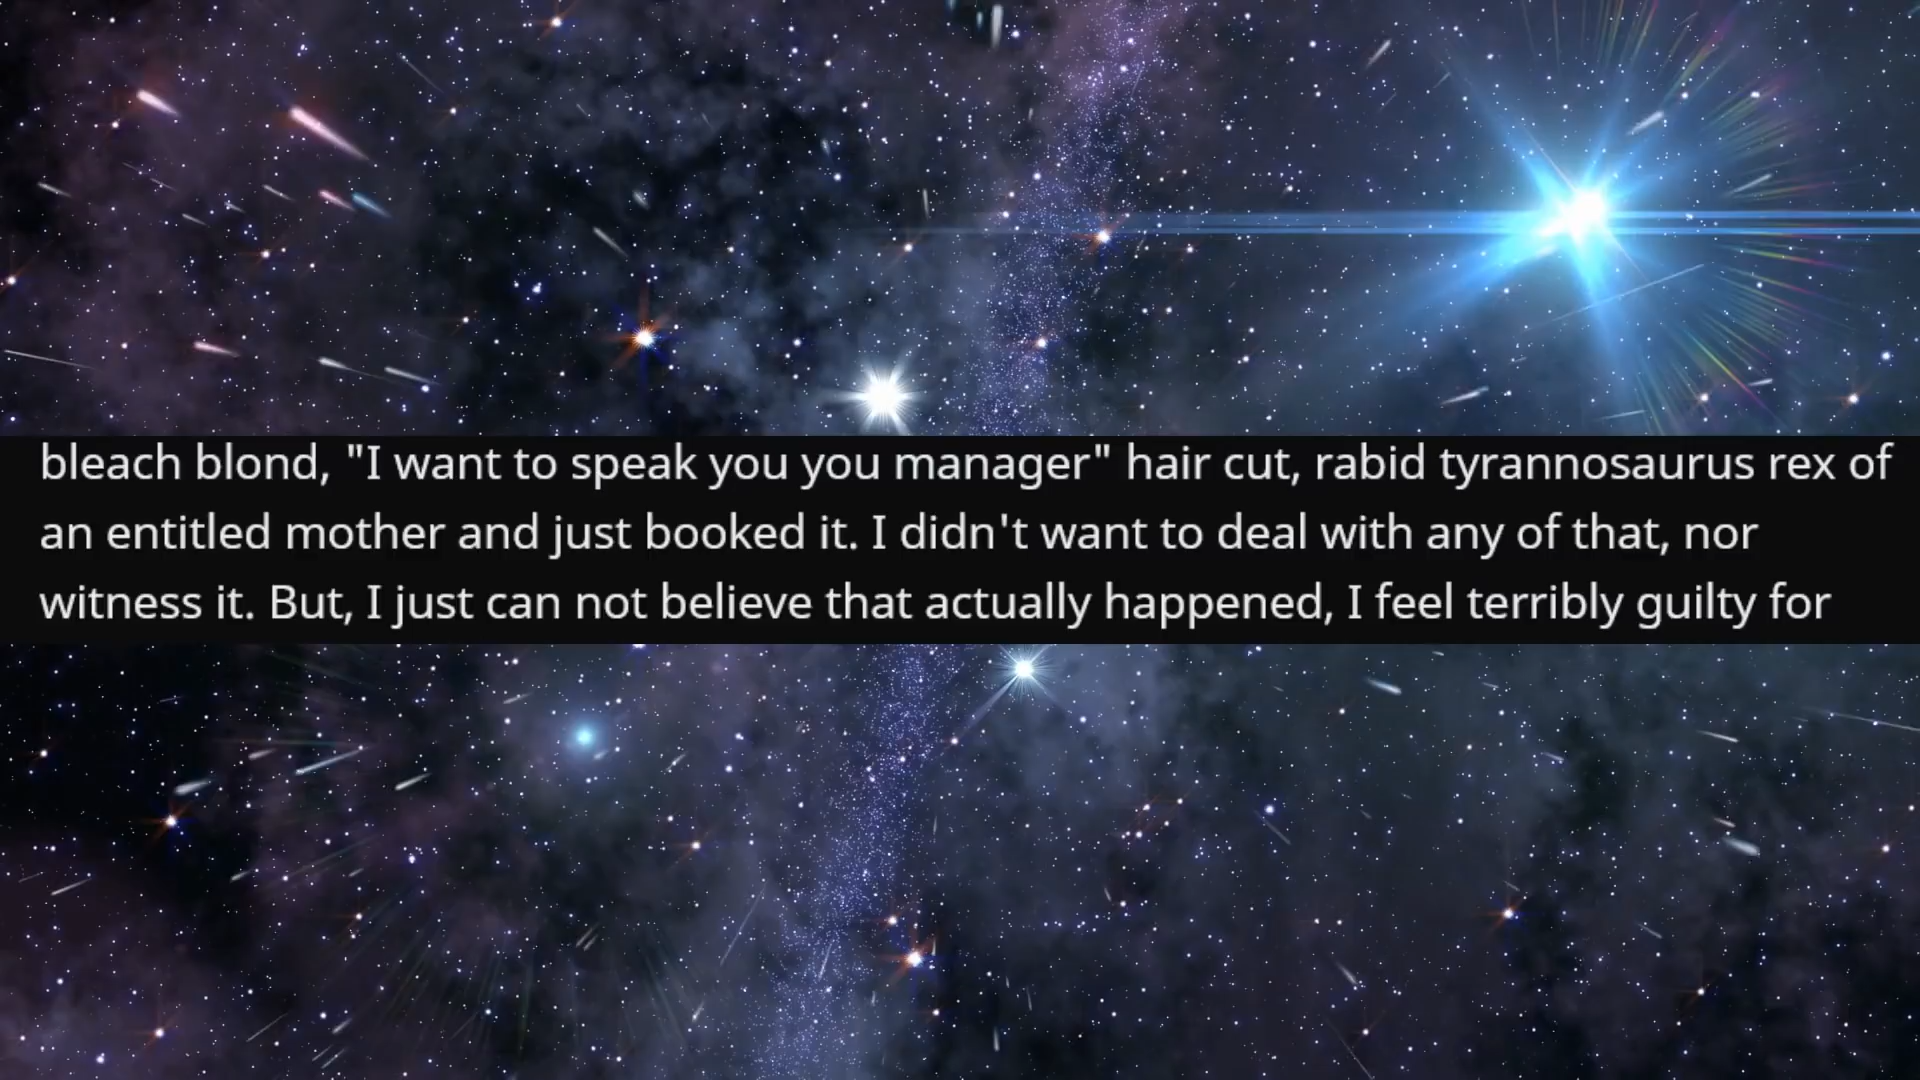 bleach blond, "I want to speak you you manager" hair cut, rabid tyrannosaurus rex of
an entitled mother and just booked it. I didn't want to deal with any of that, nor
witness it. But, I just can not believe that actually happened, I feel terribly guilty for